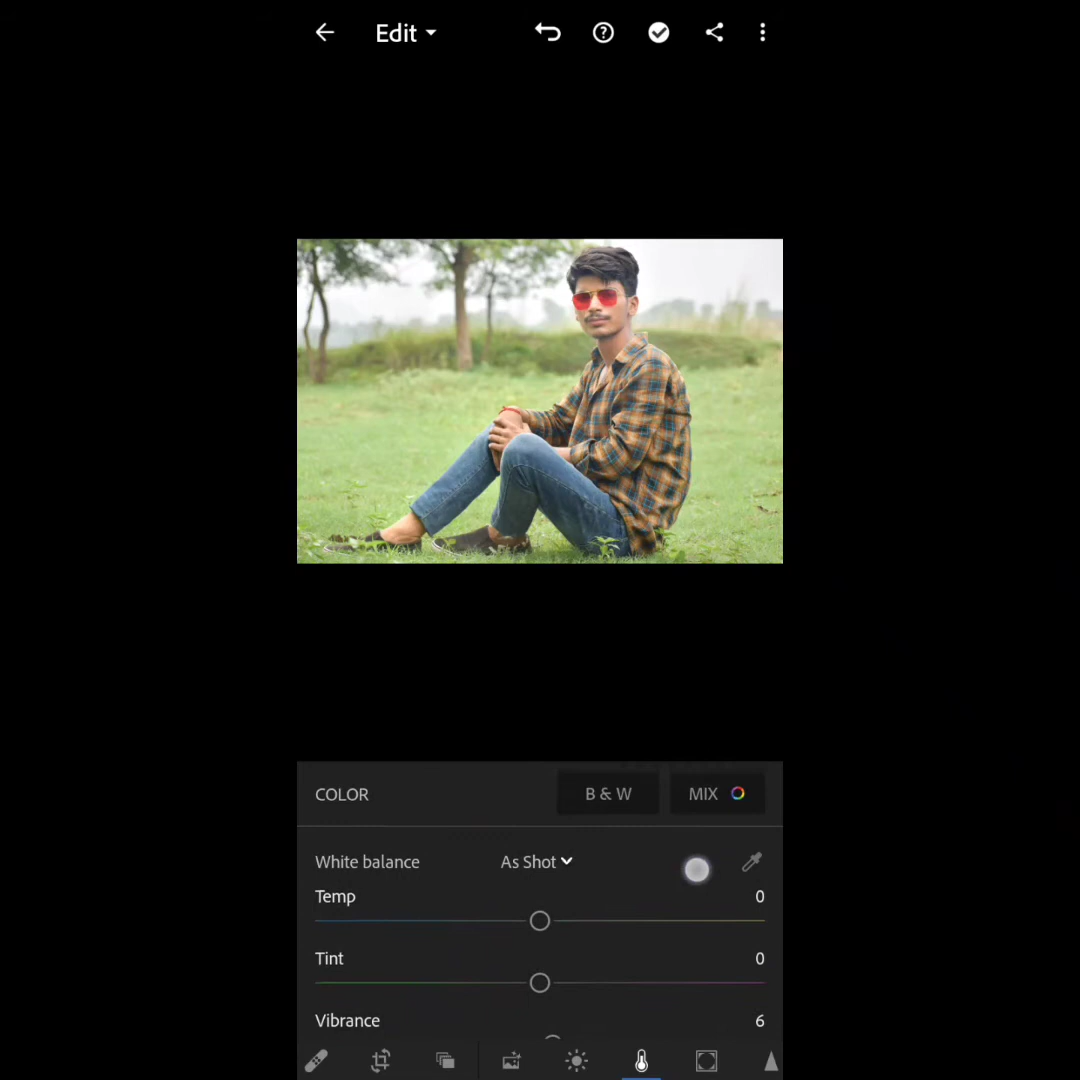 Edit
COLOR B & W MIX
White balance As Shot
Temp 0
Tint 0
Vibrance 6